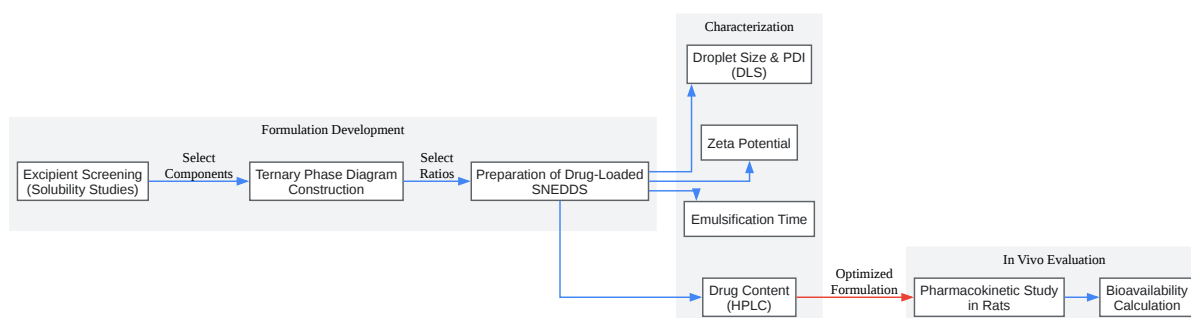 Formulation Development
Excipient Screening
(Solubility Studies)
Select
Components
Ternary Phase Diagram
Construction
Select
Ratios
Preparation of Drug-Loaded
SNEDDS
Characterization
Droplet Size & PDI
(DLS)
Zeta Potential
Emulsification Time
Drug Content
(HPLC)
Optimized
Formulation
In Vivo Evaluation
Pharmacokinetic Study
in Rats
Bioavailability
Calculation